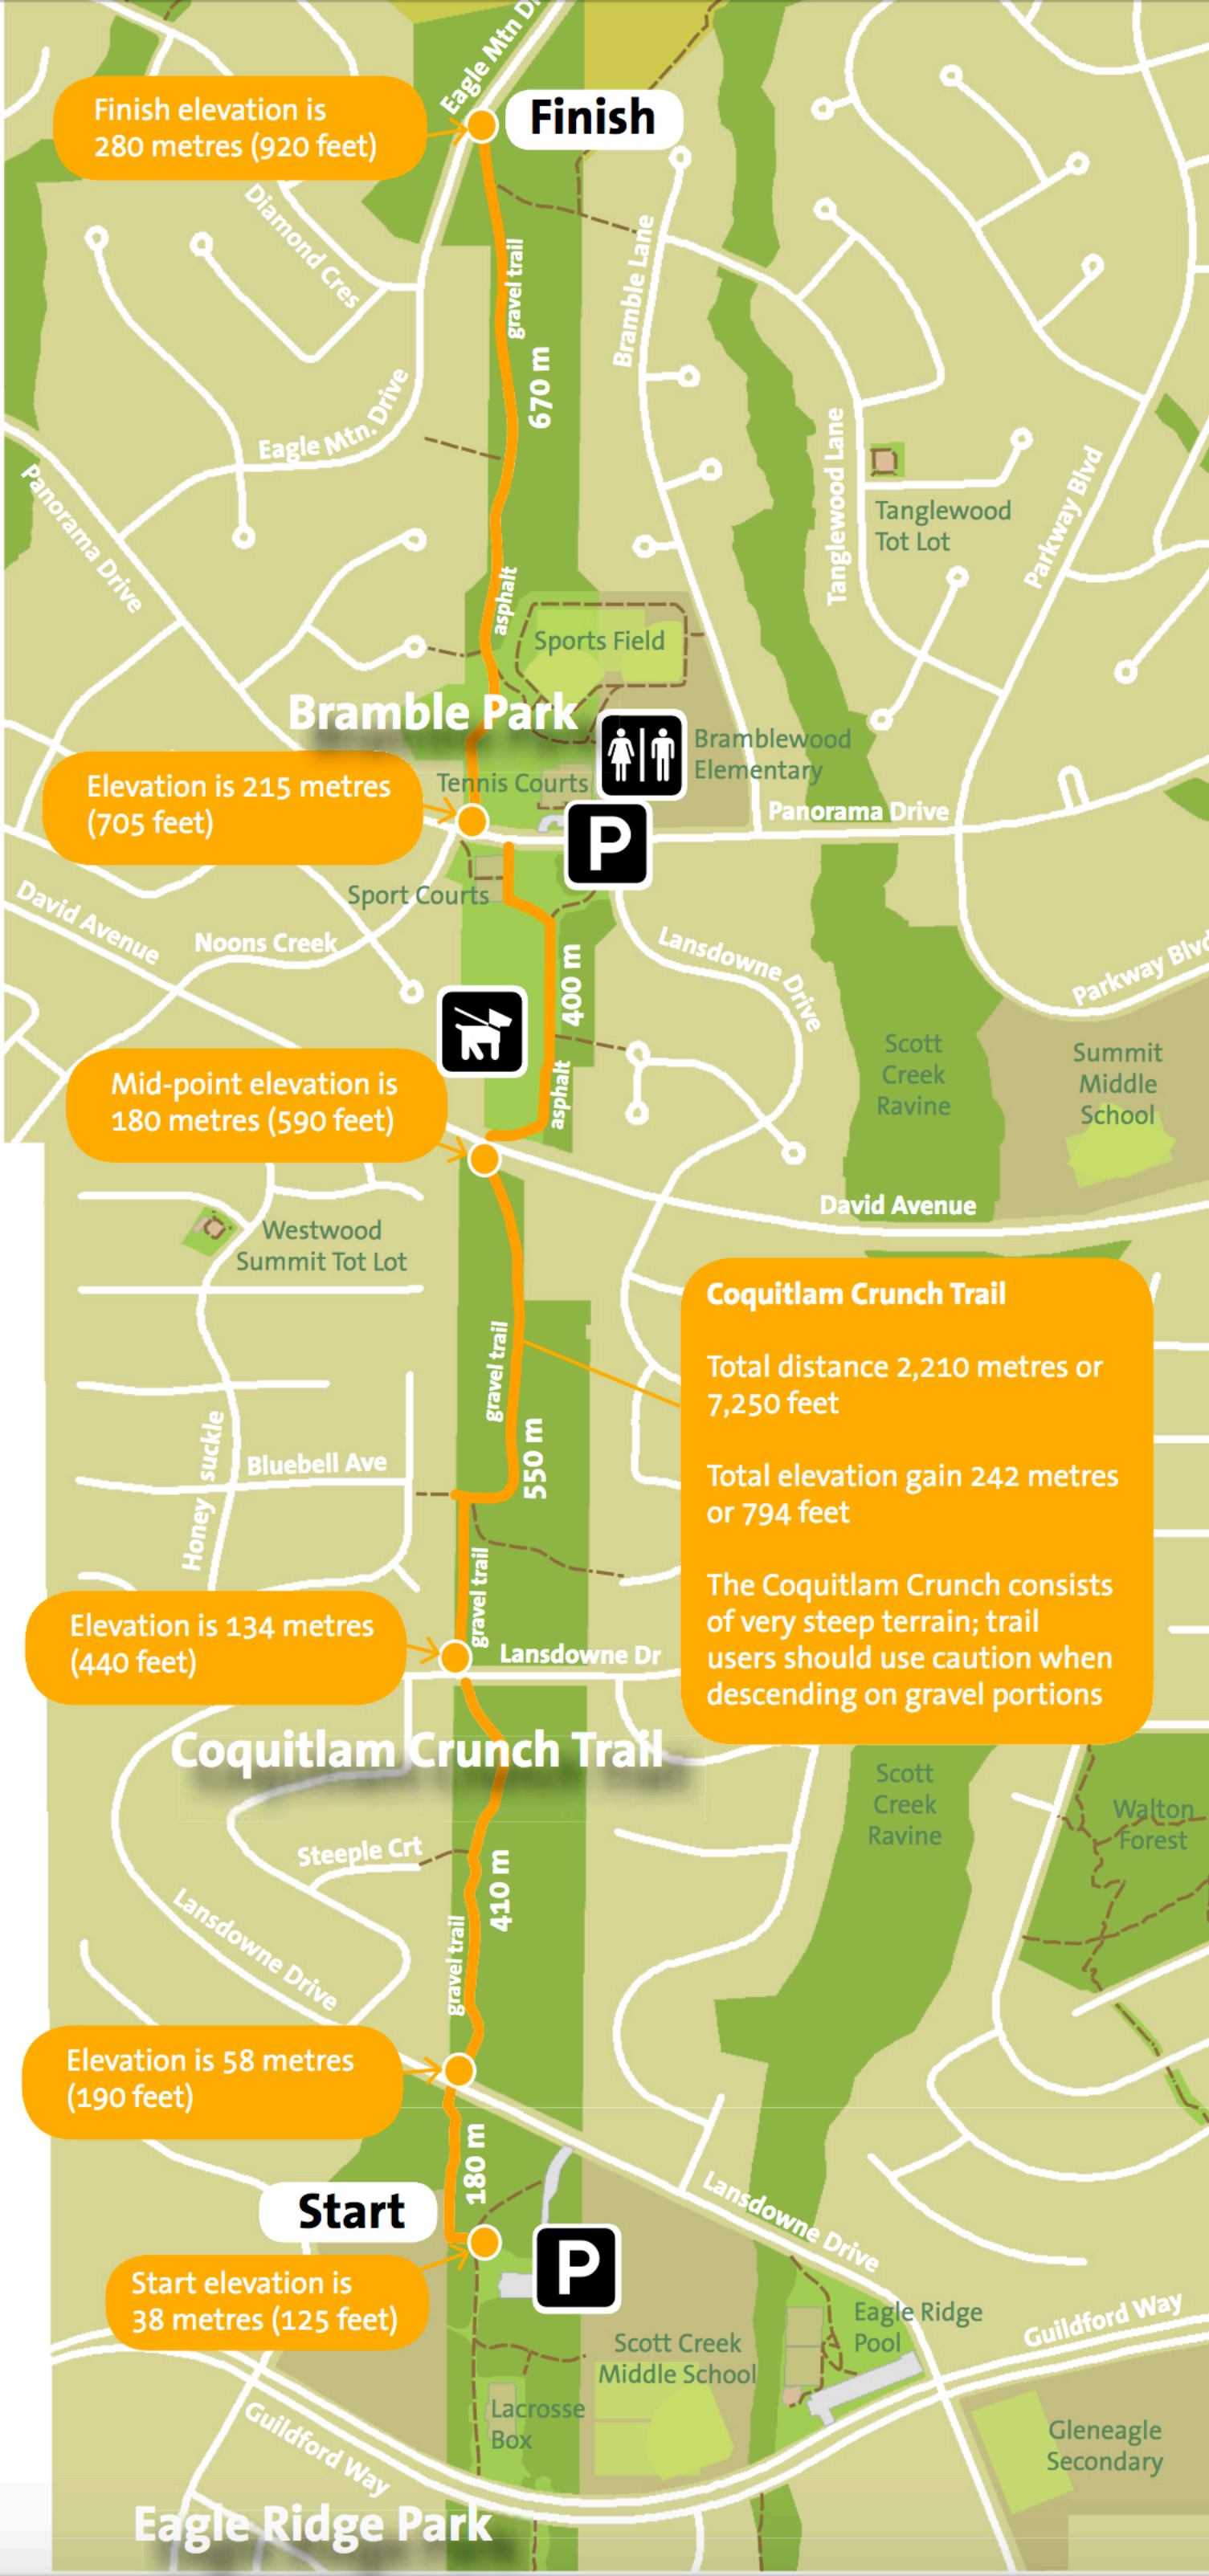 Eagle Mtn Dr
Finish elevation is
280 metres (920 feet)
Finish
Diamond Cres
gravel trail
Bramble Lane
670 m
Eagle Mtn. Drive
Panorama Drive
Tanglewood Lane
Parkway Blvd
Tanglewood
Tot Lot
asphalt
Sports Field
Bramble Park
Bramblewood
Elementary
Elevation is 215 metres
(705 feet)
Tennis Courts
Panorama Drive
P
Sport Courts
David Avenue
Noons Creek
Lansdowne Drive
Parkway Blvd
400 m
Scott
Creek
Ravine
Summit
Middle
School
asphalt
Mid-point elevation is
180 metres (590 feet)
David Avenue
Westwood
Summit Tot Lot
Coquitlam Crunch Trail
Total distance 2,210 metres or
7,250 feet
Total elevation gain 242 metres
or 794 feet
The Coquitlam Crunch consists
of very steep terrain; trail
users should use caution when
descending on gravel portions
gravel trail
550 m
Honey suckle
Bluebell Ave
gravel trail
Elevation is 134 metres
(440 feet)
Lansdowne Dr
Coquitlam Crunch Trail
Scott
Creek
Ravine
Walton
Forest
Steeple Crt
410 m
Lansdowne Drive
gravel trail
Elevation is 58 metres
(190 feet)
180 m
Start
Lansdowne Drive
P
Start elevation is
38 metres (125 feet)
Eagle Ridge
Pool
Guildford Way
Scott Creek
Middle School
Lacrosse
Box
Guildford Way
Gleneagle
Secondary
Eagle Ridge Park